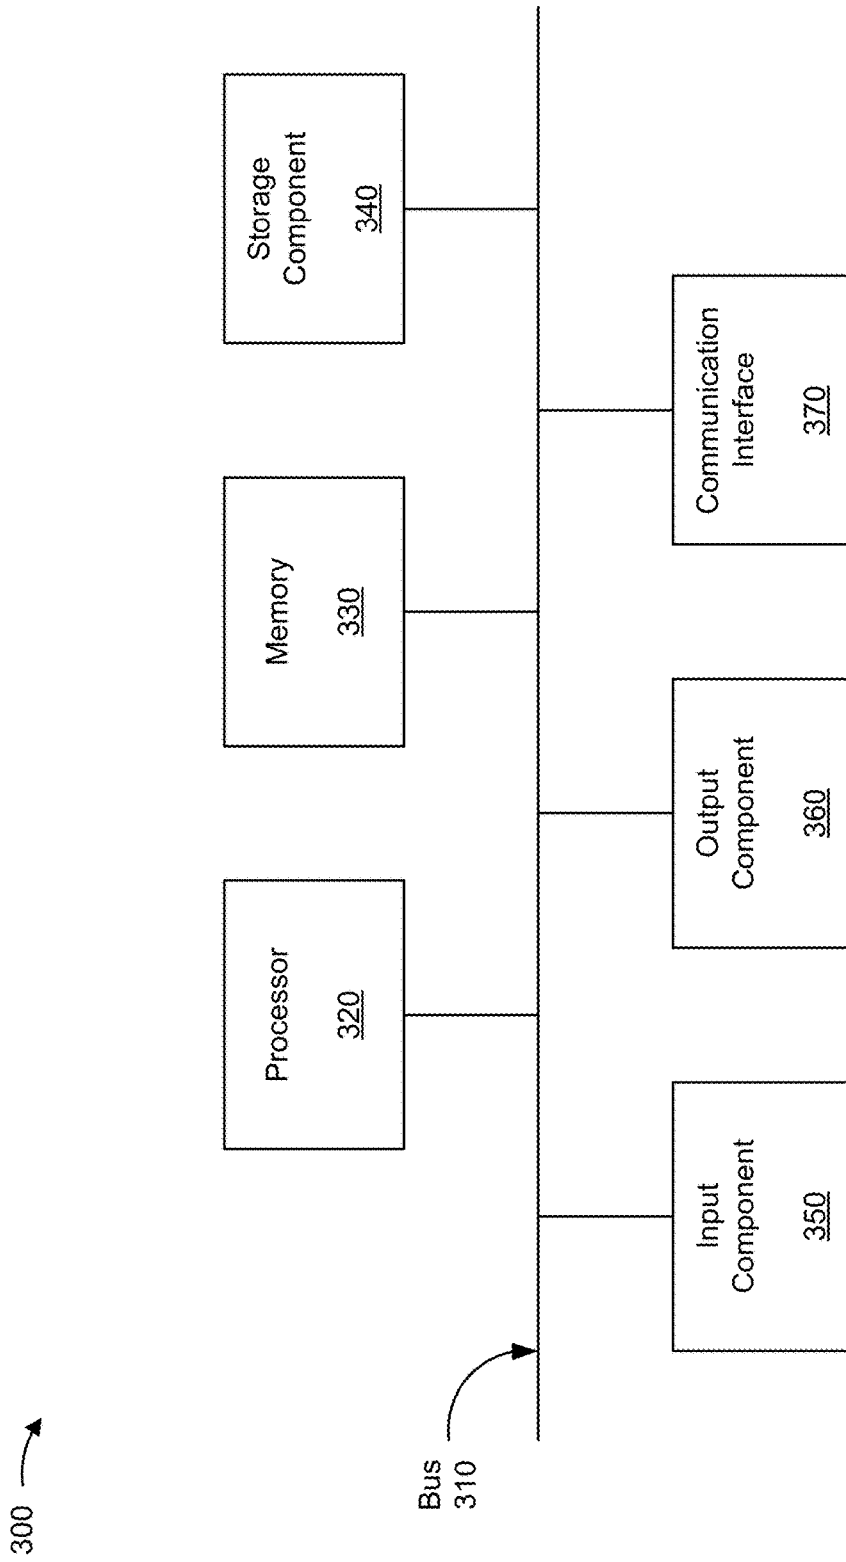 300
Bus
310
Processor
320
Memory
330
Storage
Component
340
Input
Component
350
Output
Component
360
Communication
Interface
370